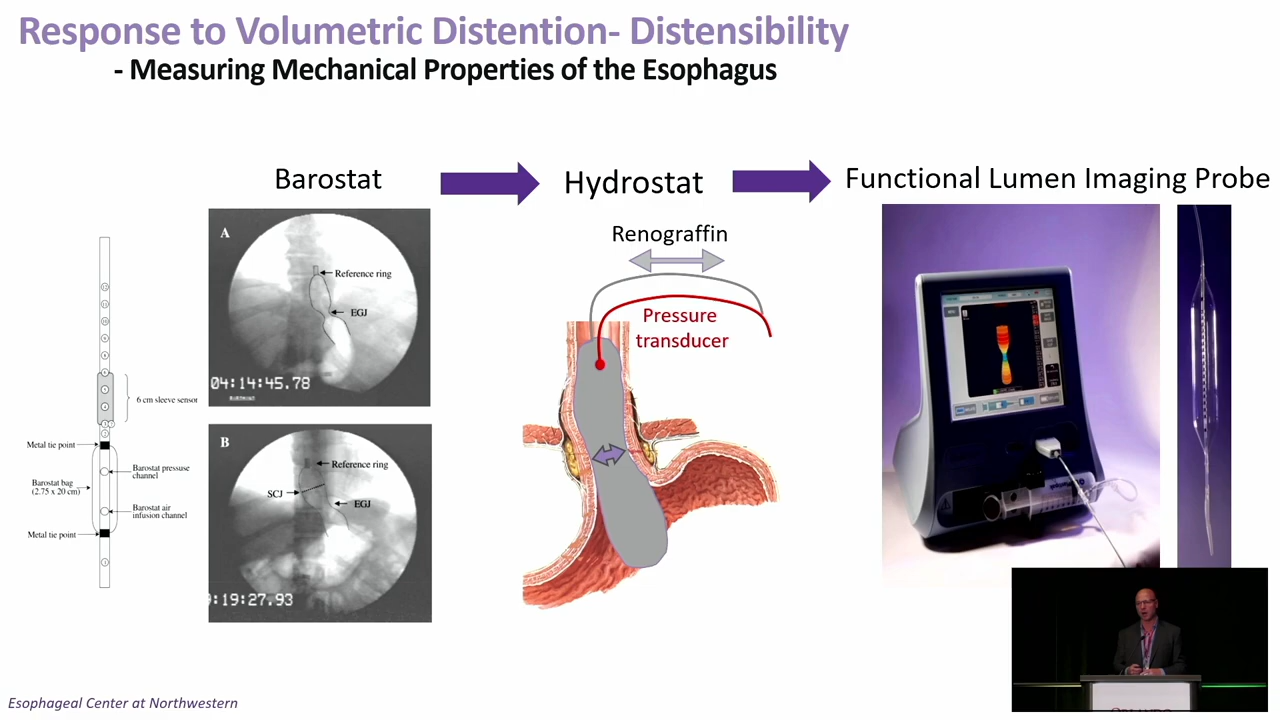 Response to Volumetric Distention- Distensibility
- Measuring Mechanical Properties of the Esophagus
Barostat
Hydrostat
Functional Lumen Imaging Probe
6 cm sleeve sensor
Metal tie point
Barostat pressuse
channel
Barostat bag
(2.75 x 20 cm)
Barostat air
infusion channel
Metal tie point
A
Reference ring
EGJ
04:14:45.78
B
Reference ring
SCJ
EGJ
:19:27.93
Renograffin
Pressure
transducer
Esophageal Center at Northwestern